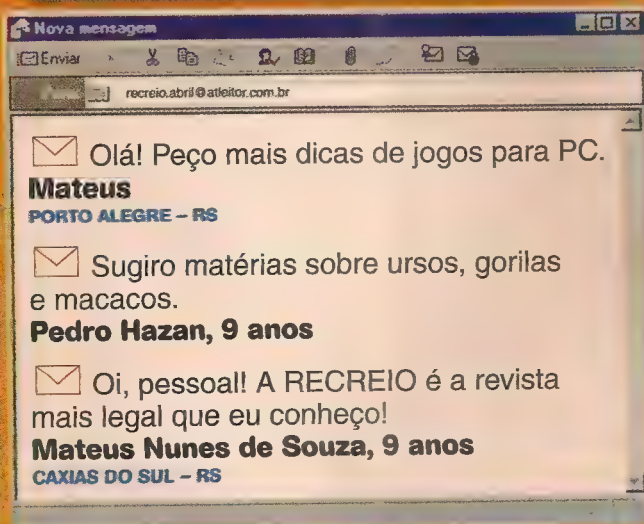 Nova mensagem
Enviar
recreio.abril@atleitor.com.br
Olá! Peço mais dicas de jogos para PC.
Mateus
PORTO ALEGRE – RS
Sugiro matérias sobre ursos, gorilas
e macacos.
Pedro Hazan, 9 anos
Oi, pessoal! A RECREIO é a revista
mais legal que eu conheço!
Mateus Nunes de Souza, 9 anos
CAXIAS DO SUL – RS